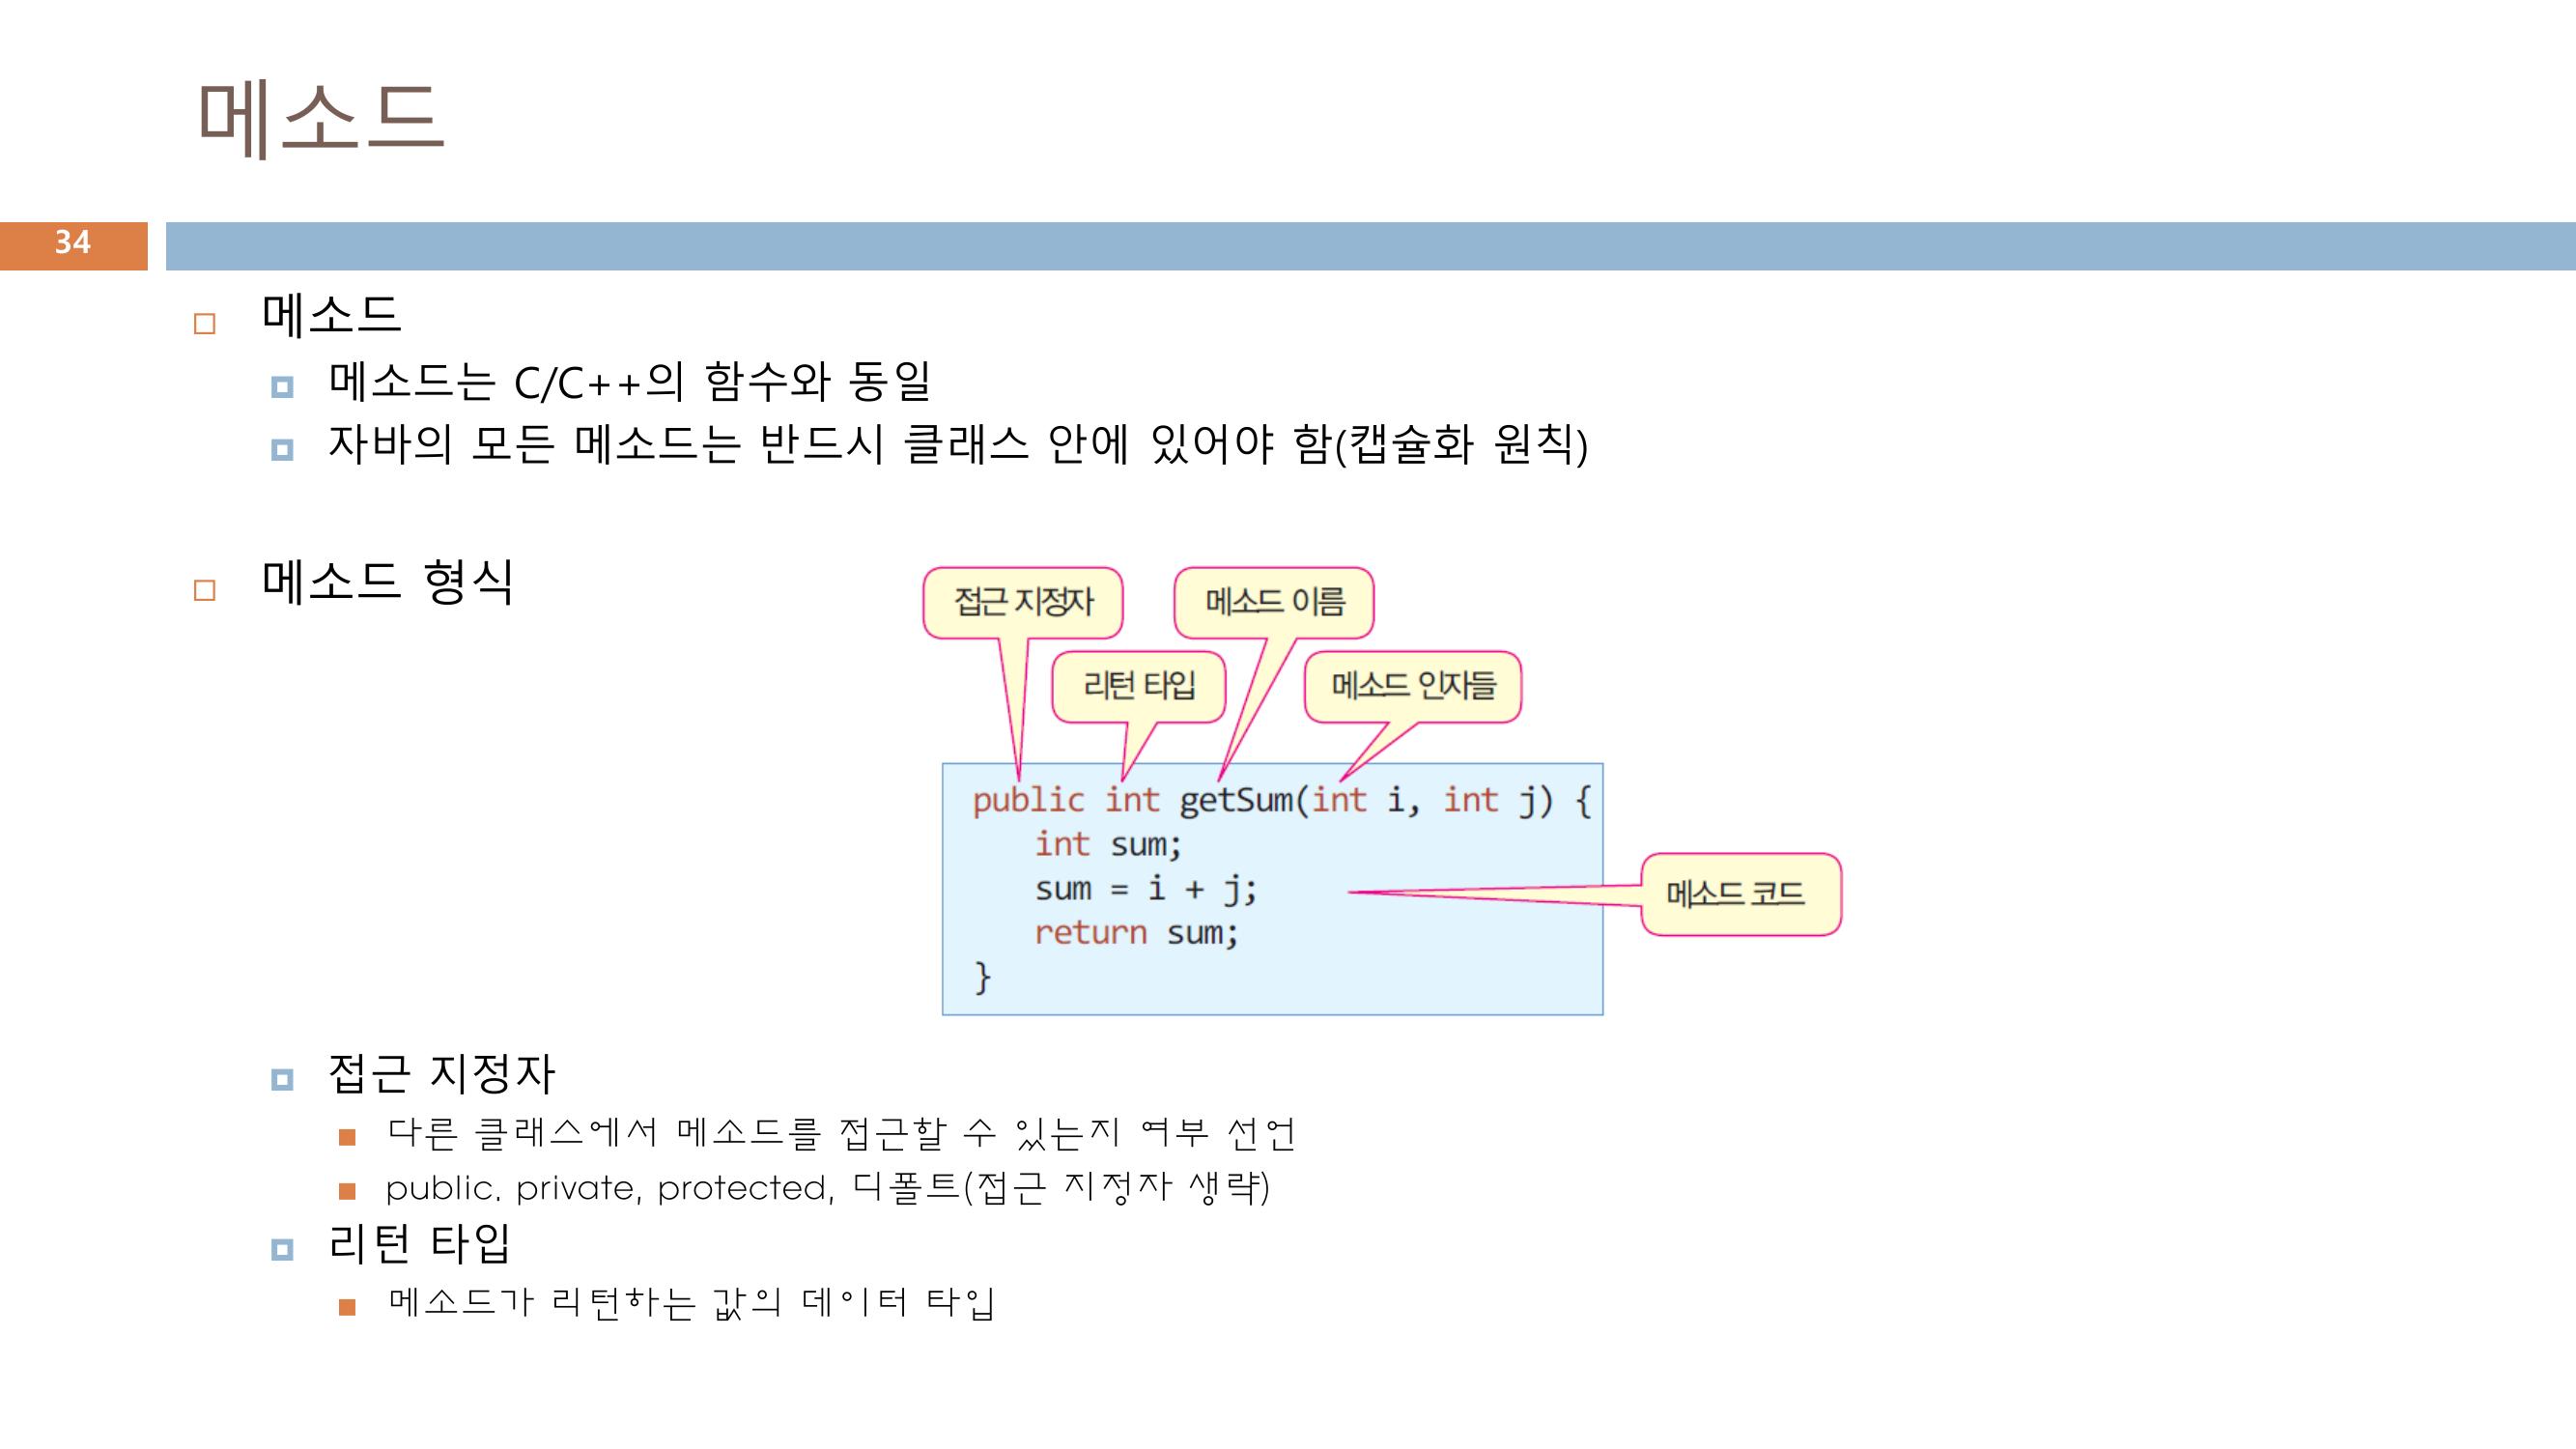 메소드
34
메소드
메소드는 C/C++의 함수와 동일
자바의 모든 메소드는 반드시 클래스 안에 있어야 함(캡슐화 원칙)
메소드 형식
접근 지정자
메소드 이름
리턴 타입
메소드 인자들
public int getSum(int i, int j) {
int sum;
sum = i + j;
return sum;
}
메소드 코드
접근 지정자
다른 클래스에서 메소드를 접근할 수 있는지 여부 선언
public. private, protected, 디폴트(접근 지정자 생략)
리턴 타입
메소드가 리턴하는 값의 데이터 타입